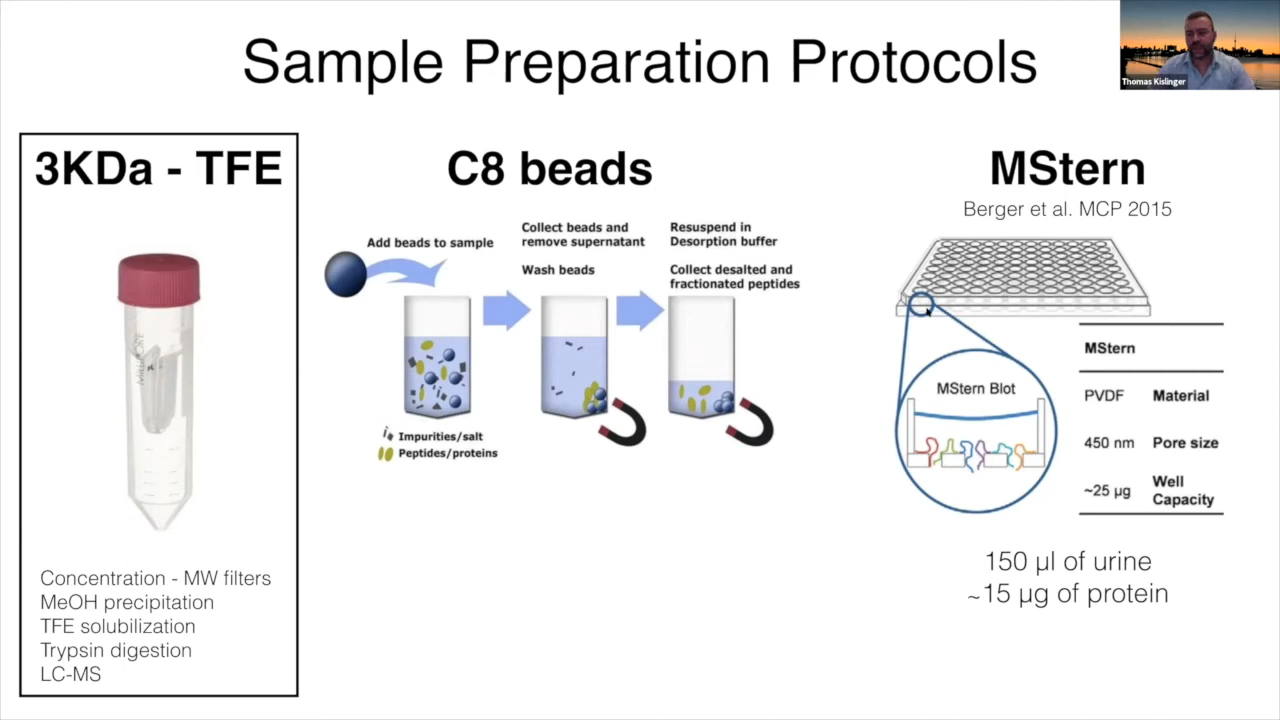 Sample Preparation Protocols
Thomas Kislinger
3KDa - TFE
MILLIPORE
Concentration - MW filters
MeOH precipitation
TFE solubilization
Trypsin digestion
LC-MS
C8 beads
Add beads to sample
Collect beads and
remove supernatant
Wash beads
Resuspend in
Desorption buffer
Collect desalted and
fractionated peptides
Impurities/salt
Peptides/proteins
MStern
Berger et al. MCP 2015
MStern Blot
MStern
PVDF Material
450 nm Pore size
~25 µg Well
Capacity
150 µl of urine
~15 µg of protein